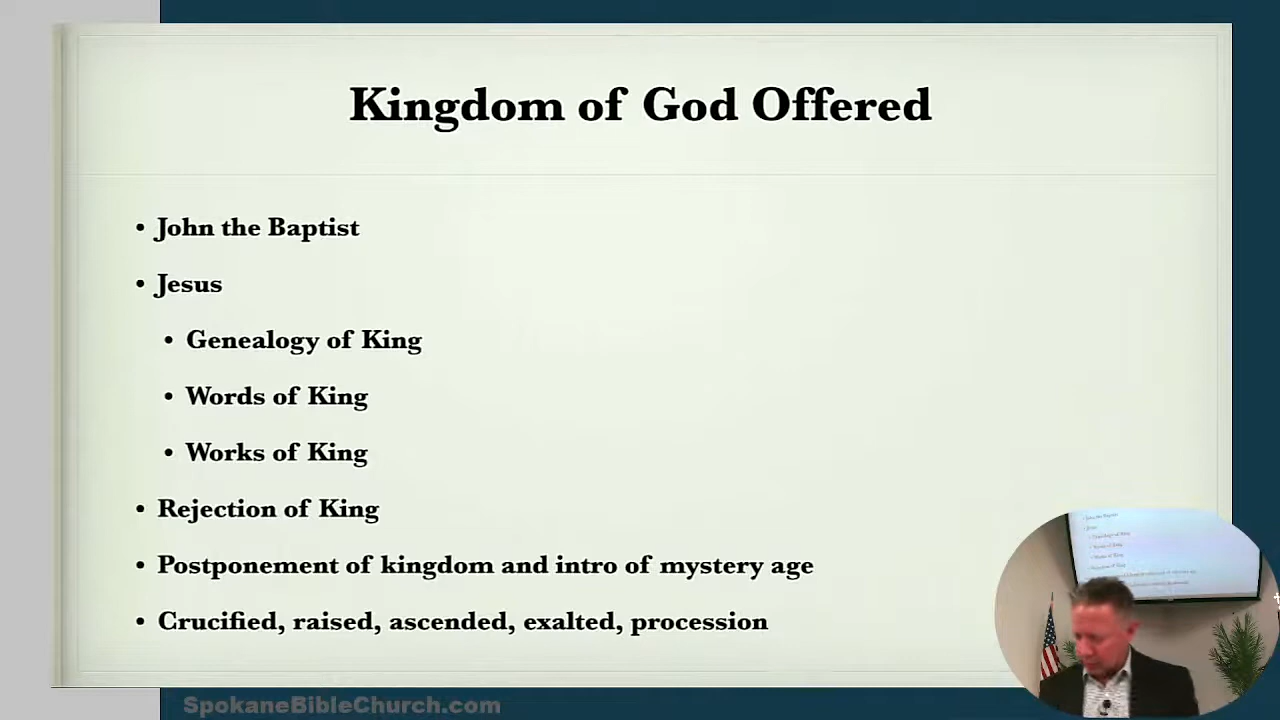 Kingdom of God Offered
• John the Baptist
• Jesus
• Genealogy of King
• Words of King
• Works of King
• Rejection of King
• Postponement of kingdom and intro of mystery age
• Crucified, raised, ascended, exalted, procession
SpokaneBibleChurch.com